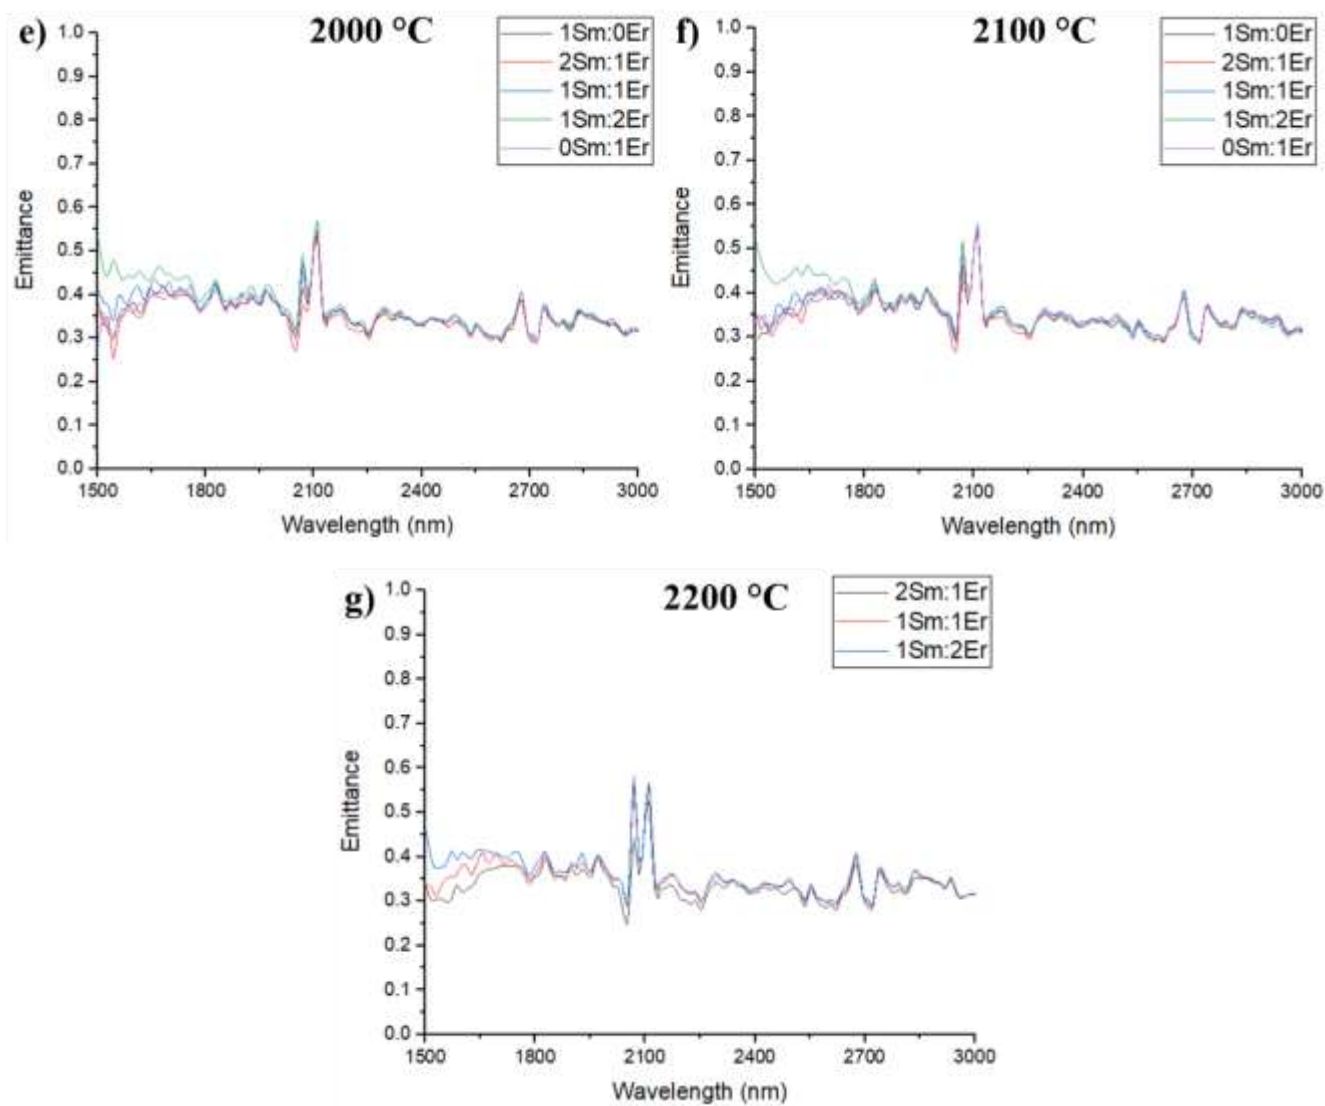 e)
2000 °C
1Sm:0Er
2Sm:1Er
1Sm:1Er
1Sm:2Er
0Sm:1Er
1.0
0.9
0.8
0.7
0.6
0.5
0.4
0.3
0.2
0.1
0.0
Emittance
1500 1800 2100 2400 2700 3000
Wavelength (nm)
f)
2100 °C
1Sm:0Er
2Sm:1Er
1Sm:1Er
1Sm:2Er
0Sm:1Er
1.0
0.9
0.8
0.7
0.6
0.5
0.4
0.3
0.2
0.1
0.0
Emittance
1500 1800 2100 2400 2700 3000
Wavelength (nm)
g)
2200 °C
2Sm:1Er
1Sm:1Er
1Sm:2Er
1.0
0.9
0.8
0.7
0.6
0.5
0.4
0.3
0.2
0.1
0.0
Emittance
1500 1800 2100 2400 2700 3000
Wavelength (nm)